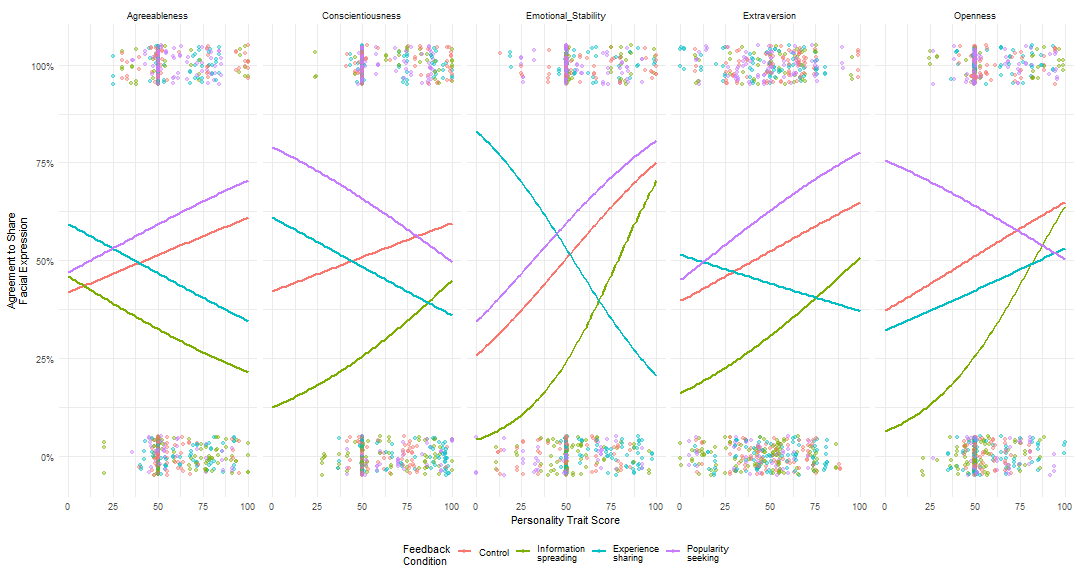 Agreeableness
Conscientiousness
Emotional_Stability
Extraversion
Openness
Agreement to Share
Facial Expression
100%
75%
50%
25%
0%
0 25 50 75 100
0 25 50 75 100
0 25 50 75 100
0 25 50 75 100
0 25 50 75 100
Personality Trait Score
Feedback
Condition
Control
Information
spreading
Experience
sharing
Popularity
seeking